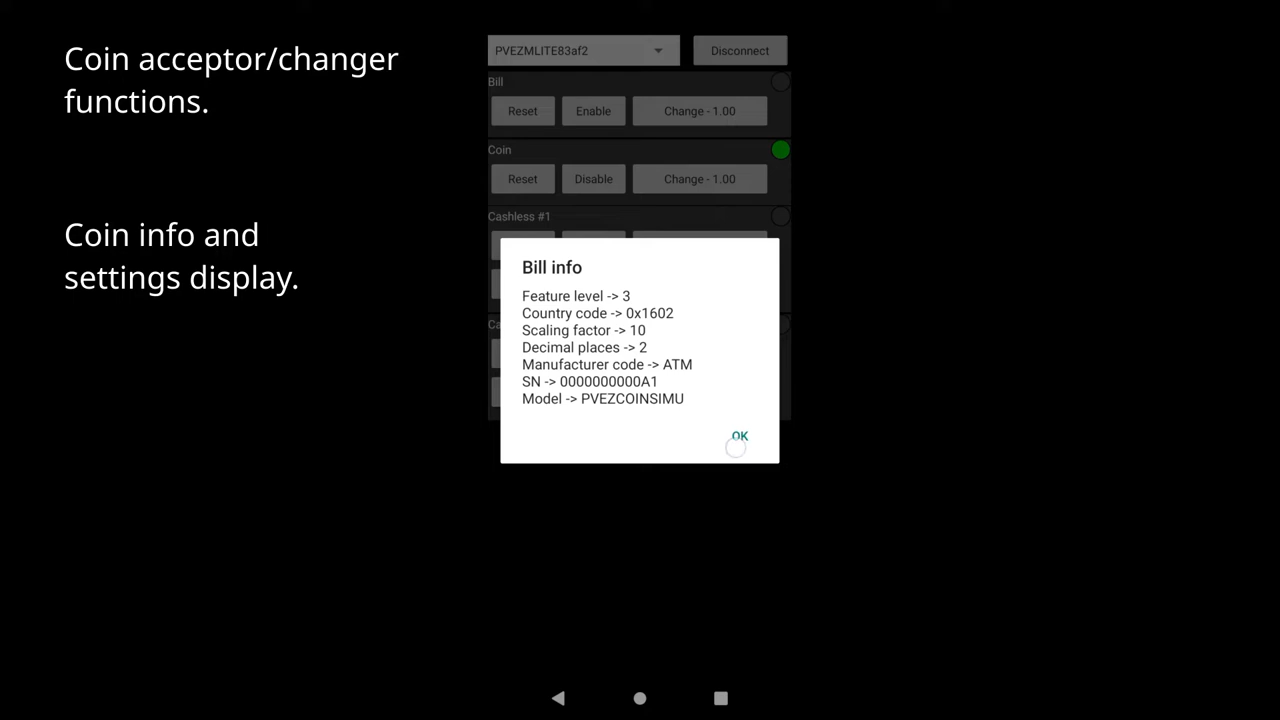 Coin acceptor/changer
functions.
Coin info and
settings display.
PVEZMLITE83af2
Disconnect
Bill
Reset
Enable
Change - 1.00
Coin
Reset
Disable
Change - 1.00
Cashless #1
Ca
Bill info
Feature level -> 3
Country code -> 0x1602
Scaling factor -> 10
Decimal places -> 2
Manufacturer code -> ATM
SN -> 0000000000A1
Model -> PVEZCOINSIMU
OK